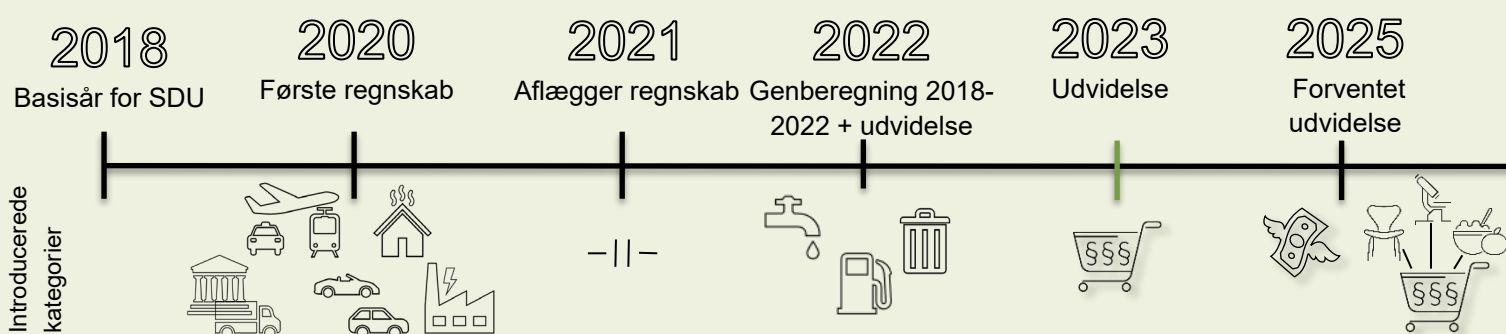 2018
Basisår for SDU
2020
Første regnskab
2021
Aflægger regnskab
2022
Genberegning 2018-
2022 + udvidelse
2023
Udvidelse
2025
Forventet
udvidelse
Introducerede
kategorier
–||–
§§§
§§§